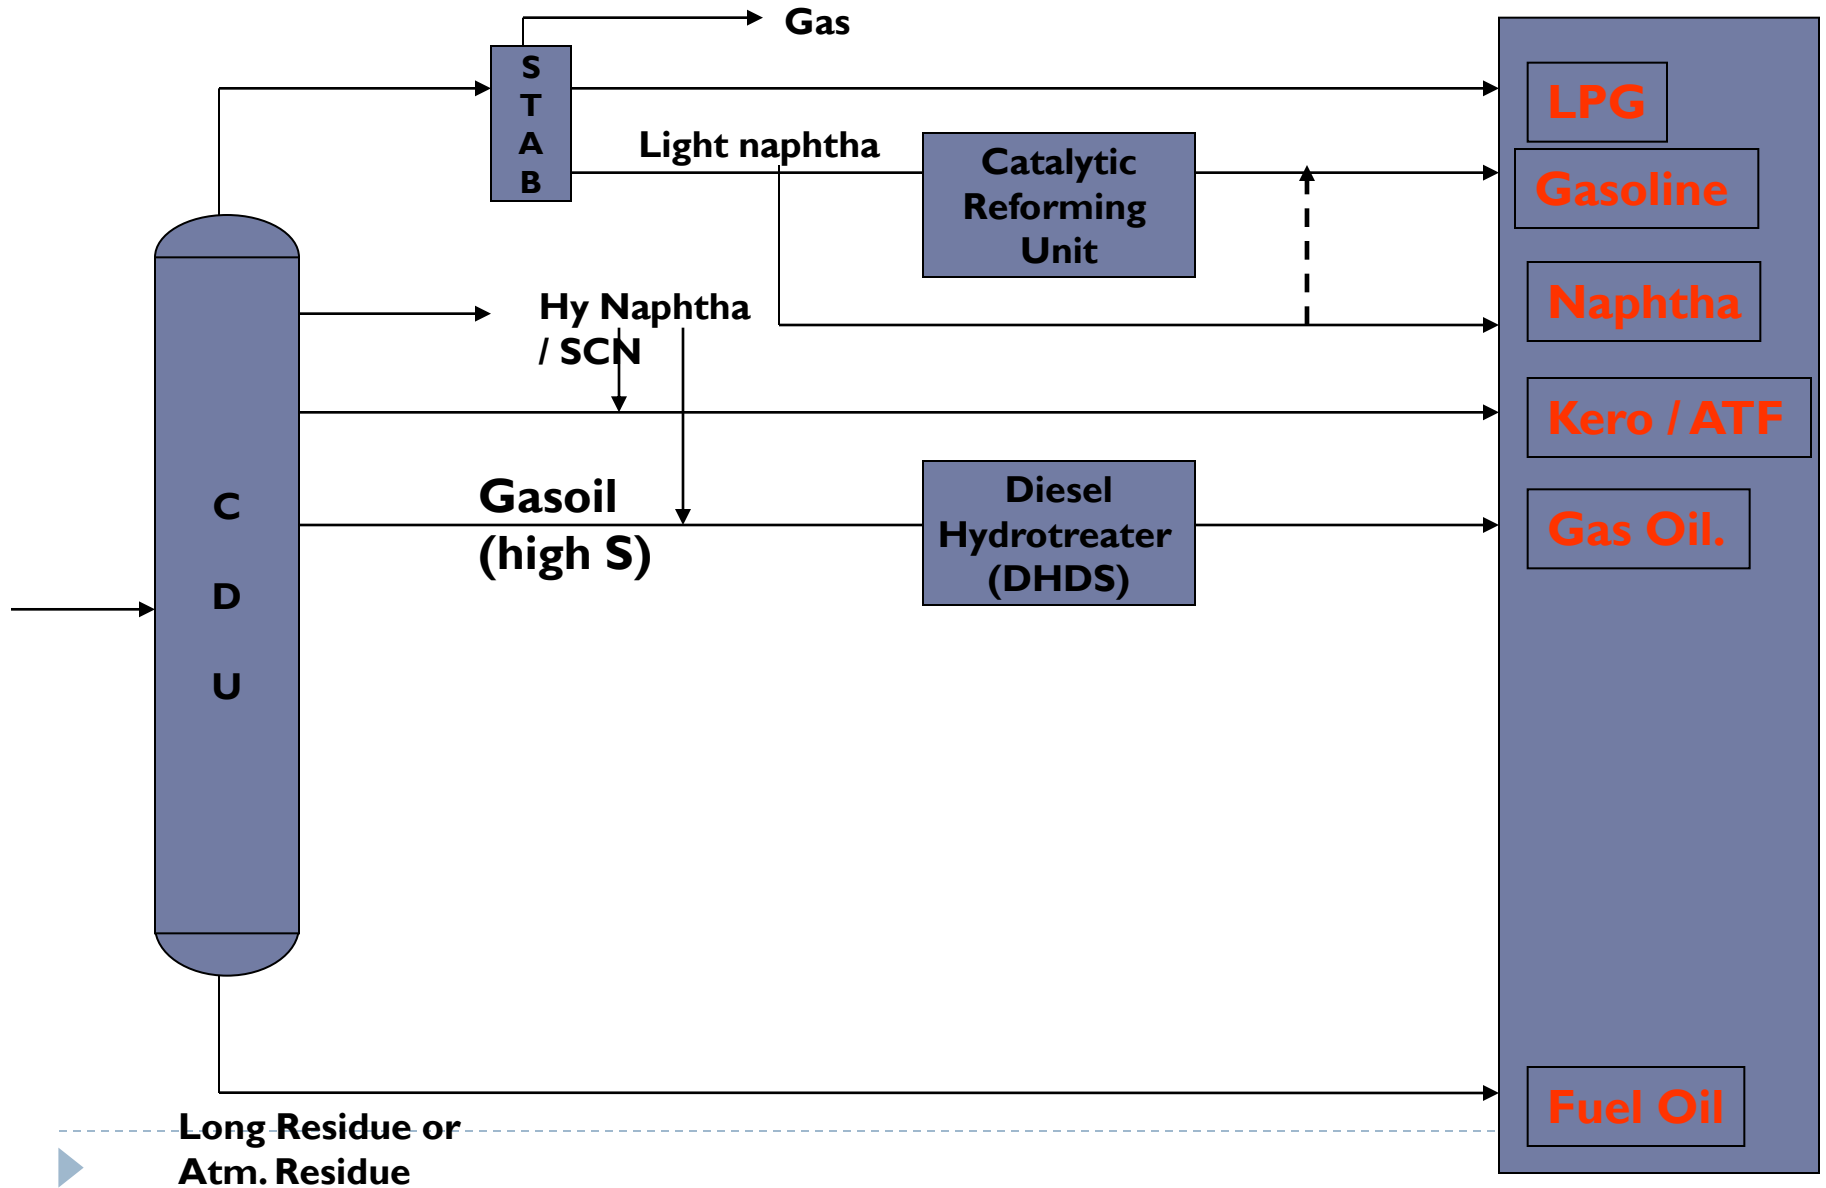 Gas
S
T
A
B
LPG
Light naphtha
Catalytic
Reforming
Unit
Gasoline
Hy Naphtha
/ SCN
Naphtha
Kero / ATF
C
D
U
Gasoil
(high S)
Diesel
Hydrotreater
(DHDS)
Gas Oil.
Fuel Oil
Long Residue or
Atm. Residue